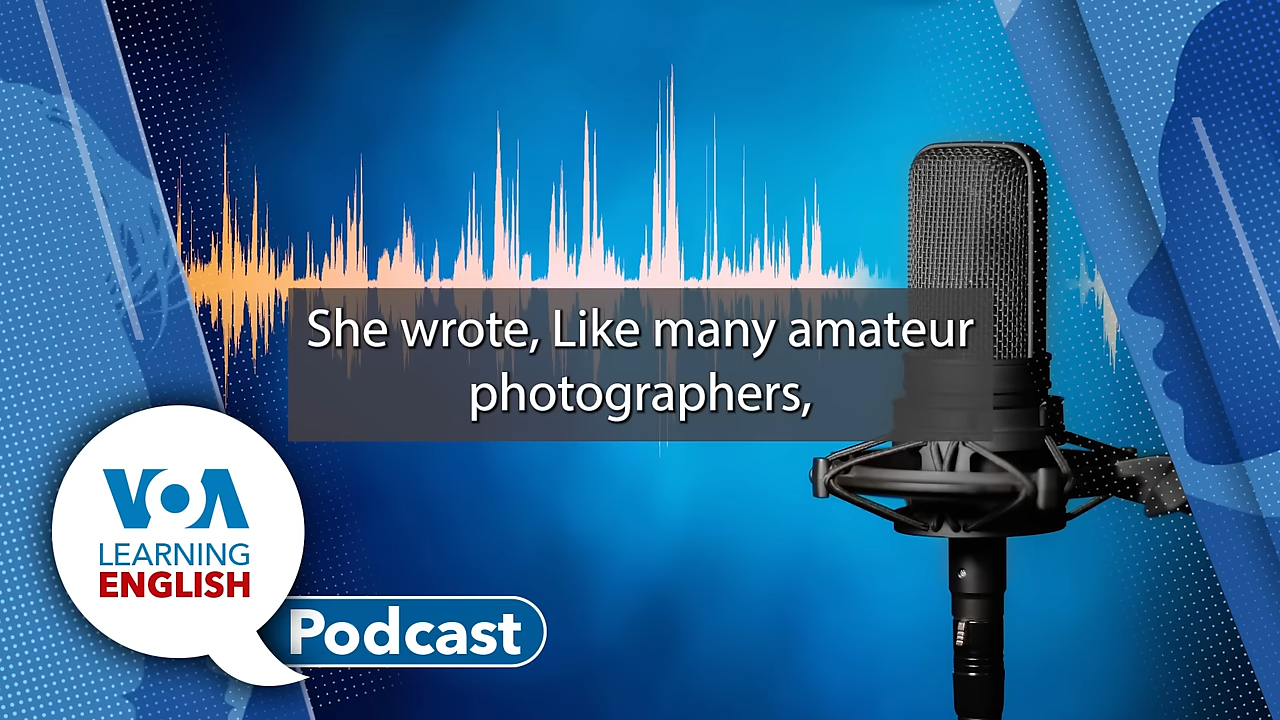 She wrote, Like many amateur
photographers,
VOA
LEARNING
ENGLISH
Podcast